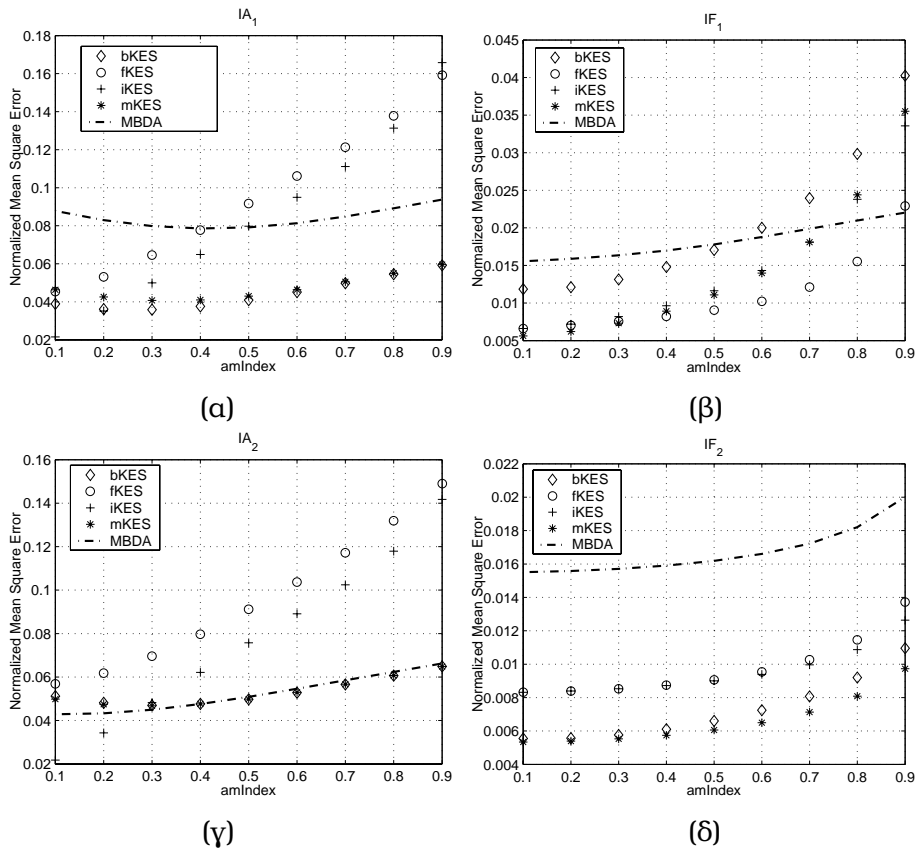 IA1
0.18
0.16
0.14
0.12
0.1
0.08
0.06
0.04
0.02
Normalized Mean Square Error
bKES
fKES
iKES
mKES
MBDA
0.1 0.2 0.3 0.4 0.5 0.6 0.7 0.8 0.9
amIndex
(α)
IF1
0.045
0.04
0.035
0.03
0.025
0.02
0.015
0.01
0.005
Normalized Mean Square Error
bKES
fKES
iKES
mKES
MBDA
0.1 0.2 0.3 0.4 0.5 0.6 0.7 0.8 0.9
amIndex
(β)
IA2
0.16
0.14
0.12
0.1
0.08
0.06
0.04
0.02
Normalized Mean Square Error
bKES
fKES
iKES
mKES
MBDA
0.1 0.2 0.3 0.4 0.5 0.6 0.7 0.8 0.9
amIndex
(γ)
IF2
0.022
0.02
0.018
0.016
0.014
0.012
0.01
0.008
0.006
0.004
Normalized Mean Square Error
bKES
fKES
iKES
mKES
MBDA
0.1 0.2 0.3 0.4 0.5 0.6 0.7 0.8 0.9
amIndex
(δ)